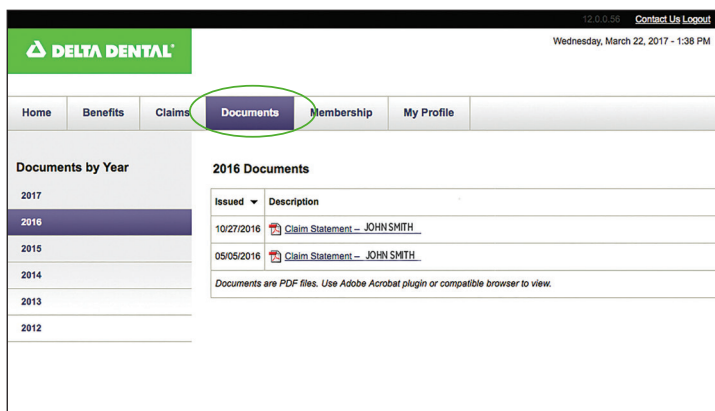 12.0.0.56 Contact Us Logout
DELTA DENTAL
Wednesday, March 22, 2017 - 1:38 PM
Home Benefits Claims Documents Membership My Profile
Documents by Year
2017
2016
2015
2014
2013
2012
2016 Documents
Issued Description
10/27/2016 Claim Statement – JOHN SMITH
05/05/2016 Claim Statement – JOHN SMITH
Documents are PDF files. Use Adobe Acrobat plugin or compatible browser to view.